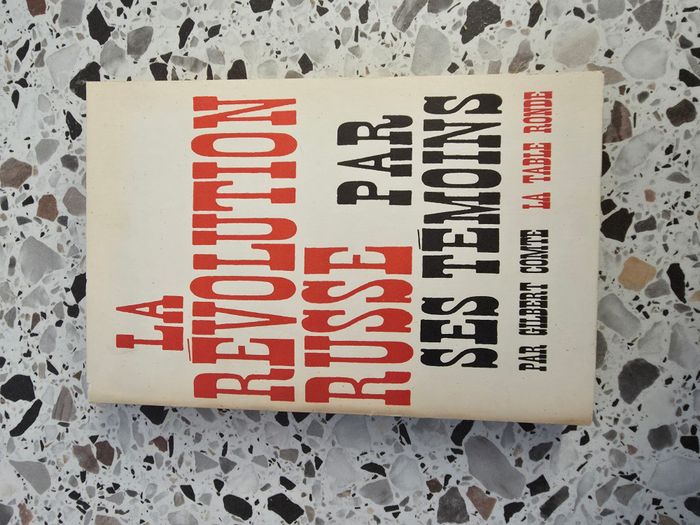 LA
RÉVOLUTION
RUSSE PAR
SES TÉMOINS
PAR GILBERT COMTE LA TABLE RONDE